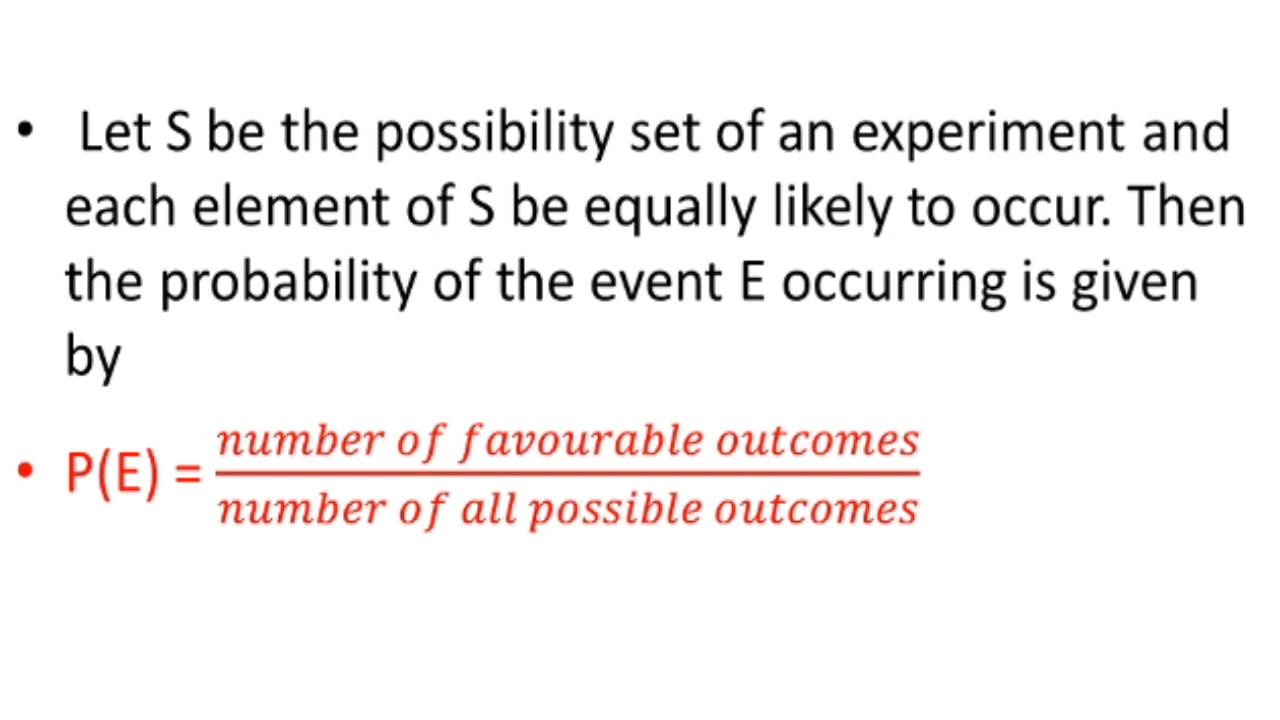 • Let S be the possibility set of an experiment and
each element of S be equally likely to occur. Then
the probability of the event E occurring is given
by
• P(E) = number of favourable outcomes
number of all possible outcomes